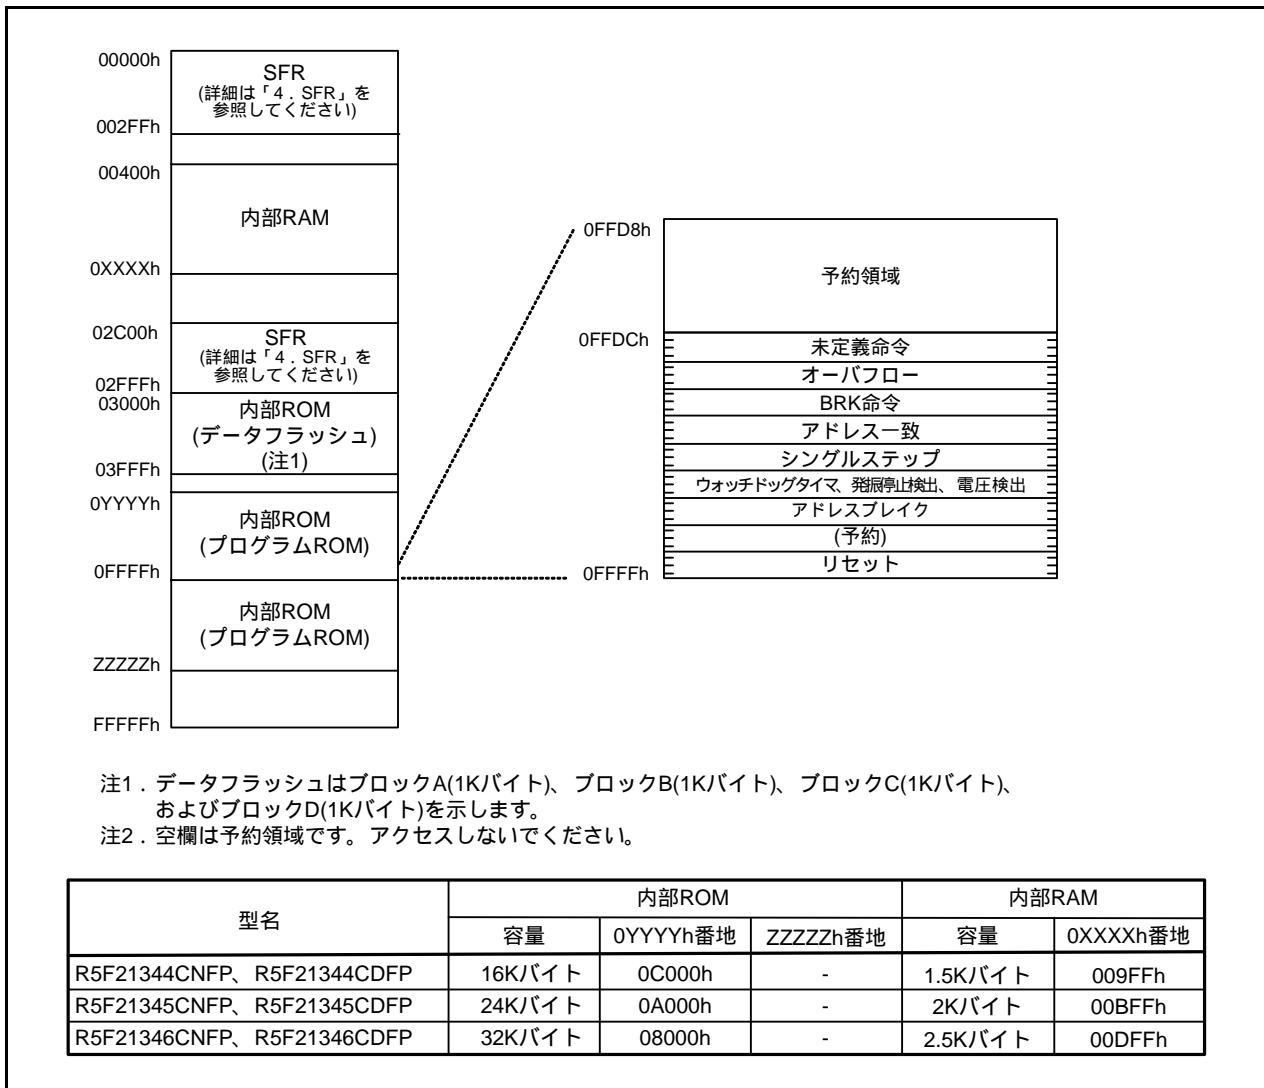 00000h
SFR
(詳細は「4．SFR」を
参照してください)
002FFh
00400h
内部RAM
0XXXXh
02C00h
SFR
(詳細は「4．SFR」を
参照してください)
02FFFh
03000h
内部ROM
(データフラッシュ)
(注1)
03FFFh
0YYYYh
内部ROM
(プログラムROM)
0FFFFh
内部ROM
(プログラムROM)
ZZZZZh
FFFFFh
0FFD8h
予約領域
0FFDCh
未定義命令
オーバフロー
BRK命令
アドレス一致
シングルステップ
ウォッチドッグタイマ、発振停止検出、電圧検出
アドレスブレイク
(予約)
リセット
0FFFFh
注1．データフラッシュはブロックA(1Kバイト)、ブロックB(1Kバイト)、ブロックC(1Kバイト)、
およびブロックD(1Kバイト)を示します。
注2．空欄は予約領域です。アクセスしないでください。
型名 内部ROM 内部RAM
容量 0YYYYh番地 ZZZZZh番地 容量 0XXXXh番地
R5F21344CNFP、R5F21344CDFP 16Kバイト 0C000h - 1.5Kバイト 009FFh
R5F21345CNFP、R5F21345CDFP 24Kバイト 0A000h - 2Kバイト 00BFFh
R5F21346CNFP、R5F21346CDFP 32Kバイト 08000h - 2.5Kバイト 00DFFh